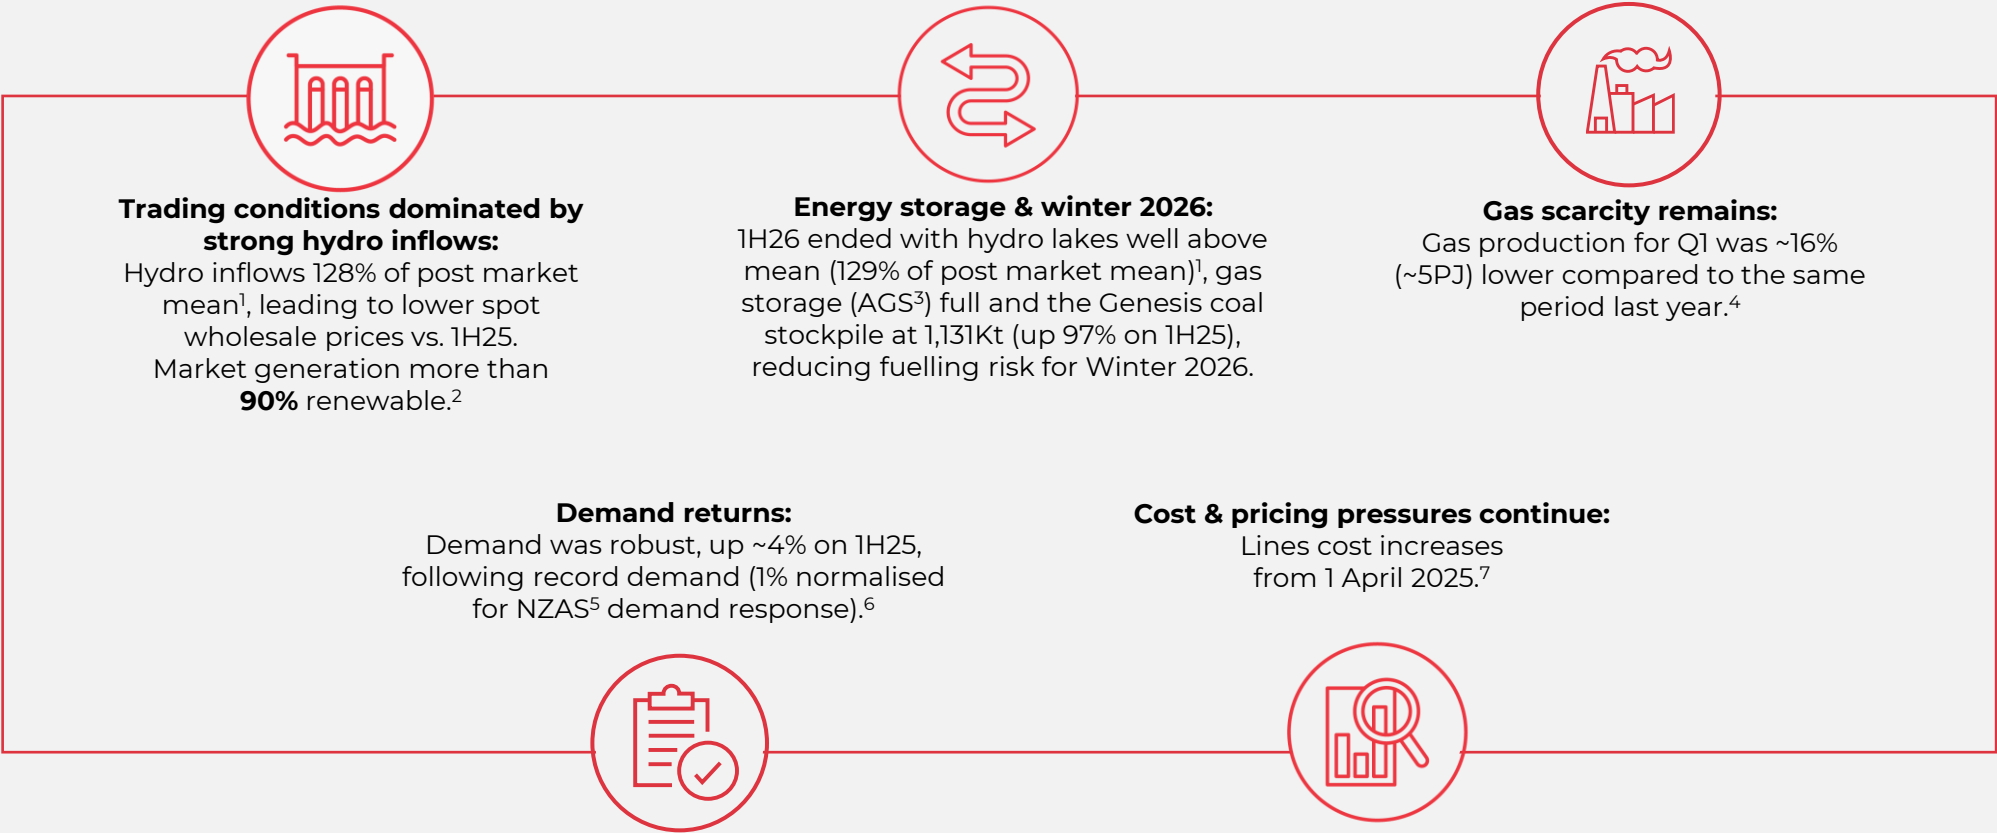 Trading conditions dominated by
strong hydro inflows:
Hydro inflows 128% of post market
mean¹, leading to lower spot
wholesale prices vs. 1H25.
Market generation more than
90% renewable.²
Energy storage & winter 2026:
1H26 ended with hydro lakes well above
mean (129% of post market mean)¹, gas
storage (AGS³) full and the Genesis coal
stockpile at 1,131Kt (up 97% on 1H25),
reducing fuelling risk for Winter 2026.
Gas scarcity remains:
Gas production for Q1 was ~16%
(~5PJ) lower compared to the same
period last year.⁴
Demand returns:
Demand was robust, up ~4% on 1H25,
following record demand (1% normalised
for NZAS⁵ demand response).⁶
Cost & pricing pressures continue:
Lines cost increases
from 1 April 2025.⁷